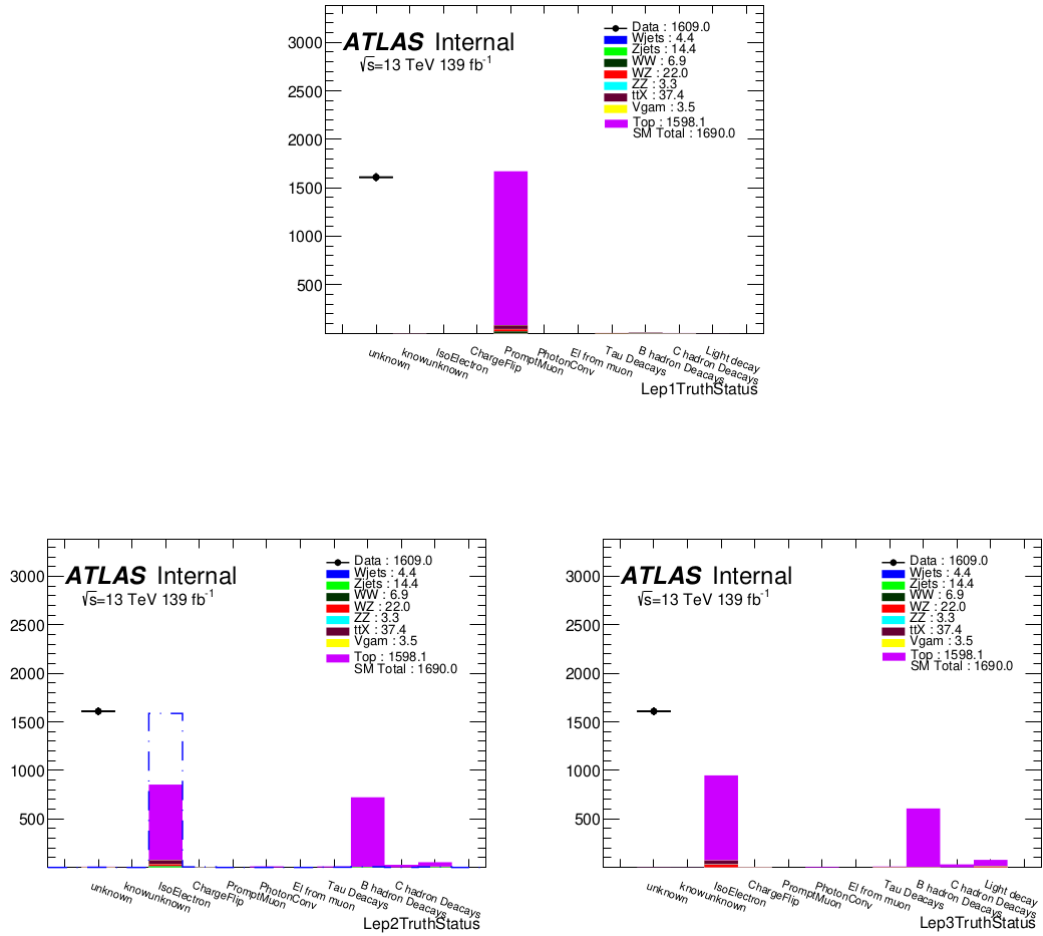 ATLAS Internal
√s=13 TeV 139 fb⁻¹
Data : 1609.0
Wjets : 4.4
Zjets : 14.4
WW : 6.9
WZ : 22.0
ZZ : 3.3
ttX : 37.4
Vgam : 3.5
Top : 1598.1
SM Total : 1690.0
3000
2500
2000
1500
1000
500
unknown
knowunknown
IsoElectron
ChargeFlip
PromptMuon
PhotonConv
El from muon
Tau Deacays
B hadron Deacays
C hadron Deacays
Light decay
Lep1TruthStatus
ATLAS Internal
√s=13 TeV 139 fb⁻¹
Data : 1609.0
Wjets : 4.4
Zjets : 14.4
WW : 6.9
WZ : 22.0
ZZ : 3.3
ttX : 37.4
Vgam : 3.5
Top : 1598.1
SM Total : 1690.0
3000
2500
2000
1500
1000
500
unknown
knowunknown
IsoElectron
ChargeFlip
PromptMuon
PhotonConv
El from muon
Tau Deacays
B hadron Deacays
C hadron Deacays
Lep2TruthStatus
ATLAS Internal
√s=13 TeV 139 fb⁻¹
Data : 1609.0
Wjets : 4.4
Zjets : 14.4
WW : 6.9
WZ : 22.0
ZZ : 3.3
ttX : 37.4
Vgam : 3.5
Top : 1598.1
SM Total : 1690.0
3000
2500
2000
1500
1000
500
unknown
knowunknown
IsoElectron
ChargeFlip
PromptMuon
PhotonConv
El from muon
Tau Deacays
B hadron Deacays
C hadron Deacays
Light decay
Lep3TruthStatus